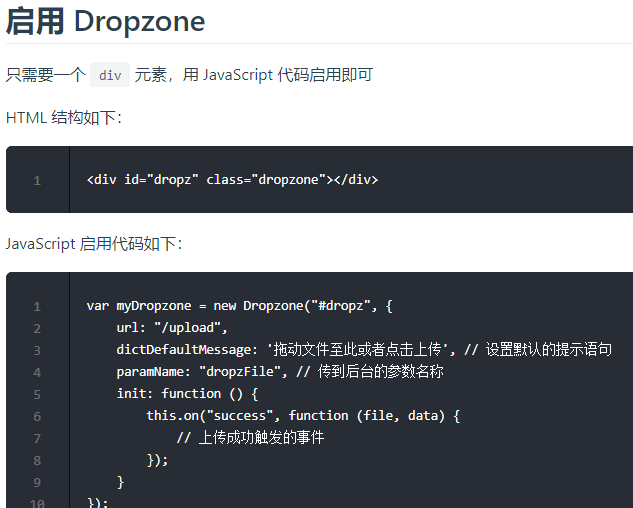 启用 Dropzone
只需要一个 div 元素，用 JavaScript 代码启用即可
HTML 结构如下：
1 <div id="dropz" class="dropzone"></div>
JavaScript 启用代码如下：
1 var myDropzone = new Dropzone("#dropz", {
2     url: "/upload",
3     dictDefaultMessage: '拖动文件至此或者点击上传', // 设置默认的提示语句
4     paramName: "dropzFile", // 传到后台的参数名称
5     init: function () {
6         this.on("success", function (file, data) {
7             // 上传成功触发的事件
8         });
9     }
10 });